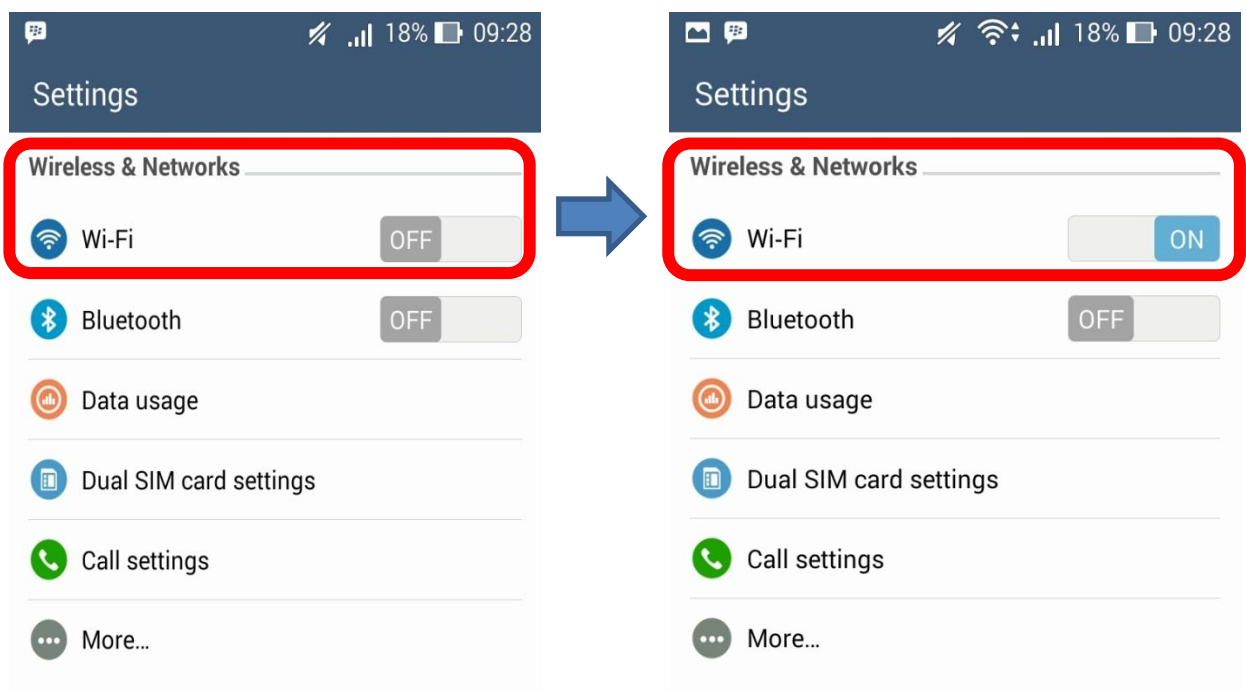 18% 09:28
Settings
Wireless & Networks
Wi-Fi OFF
Bluetooth OFF
Data usage
Dual SIM card settings
Call settings
More...
18% 09:28
Settings
Wireless & Networks
Wi-Fi ON
Bluetooth OFF
Data usage
Dual SIM card settings
Call settings
More...